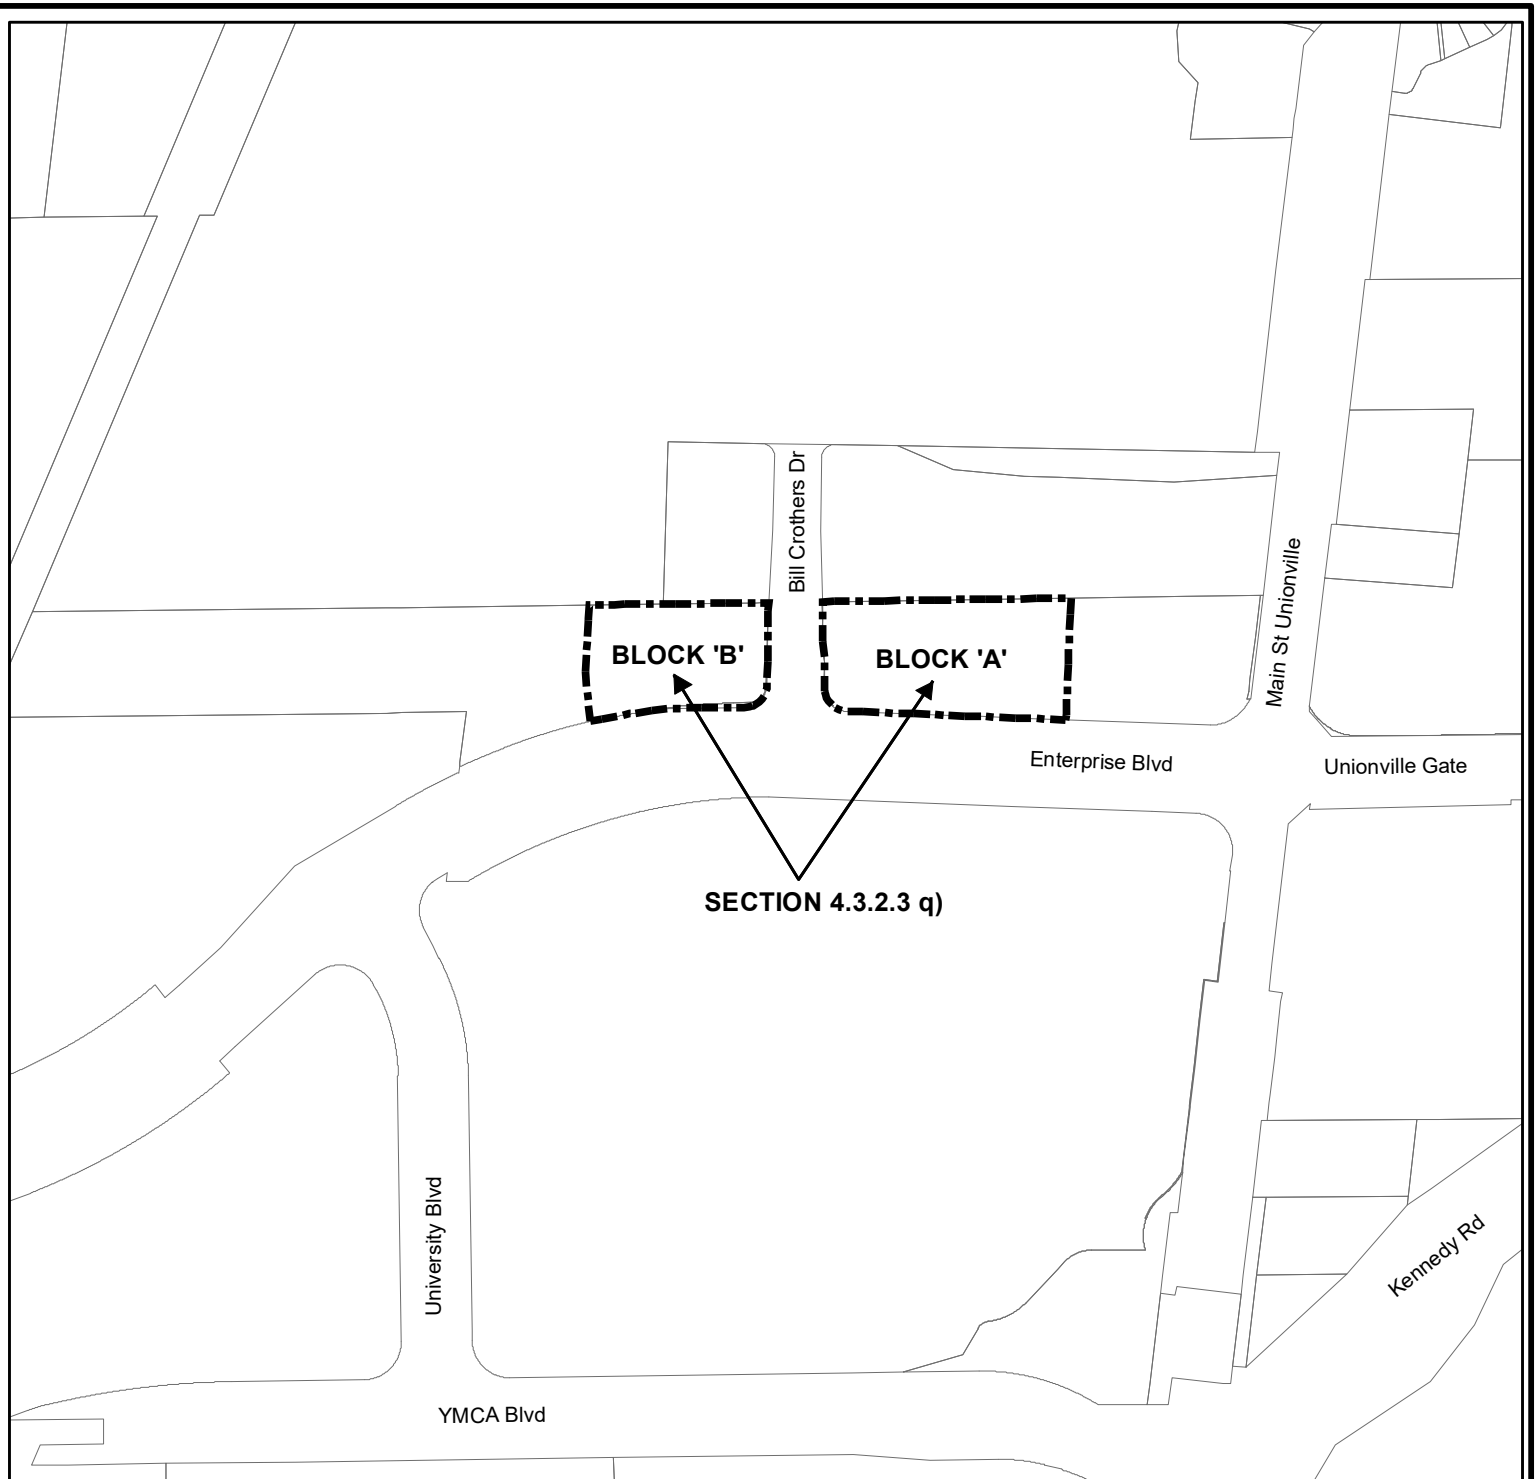 Bill Crothers Dr
Main St Unionville
BLOCK 'B'
BLOCK 'A'
Enterprise Blvd
Unionville Gate
SECTION 4.3.2.3 q)
University Blvd
Kennedy Rd
YMCA Blvd